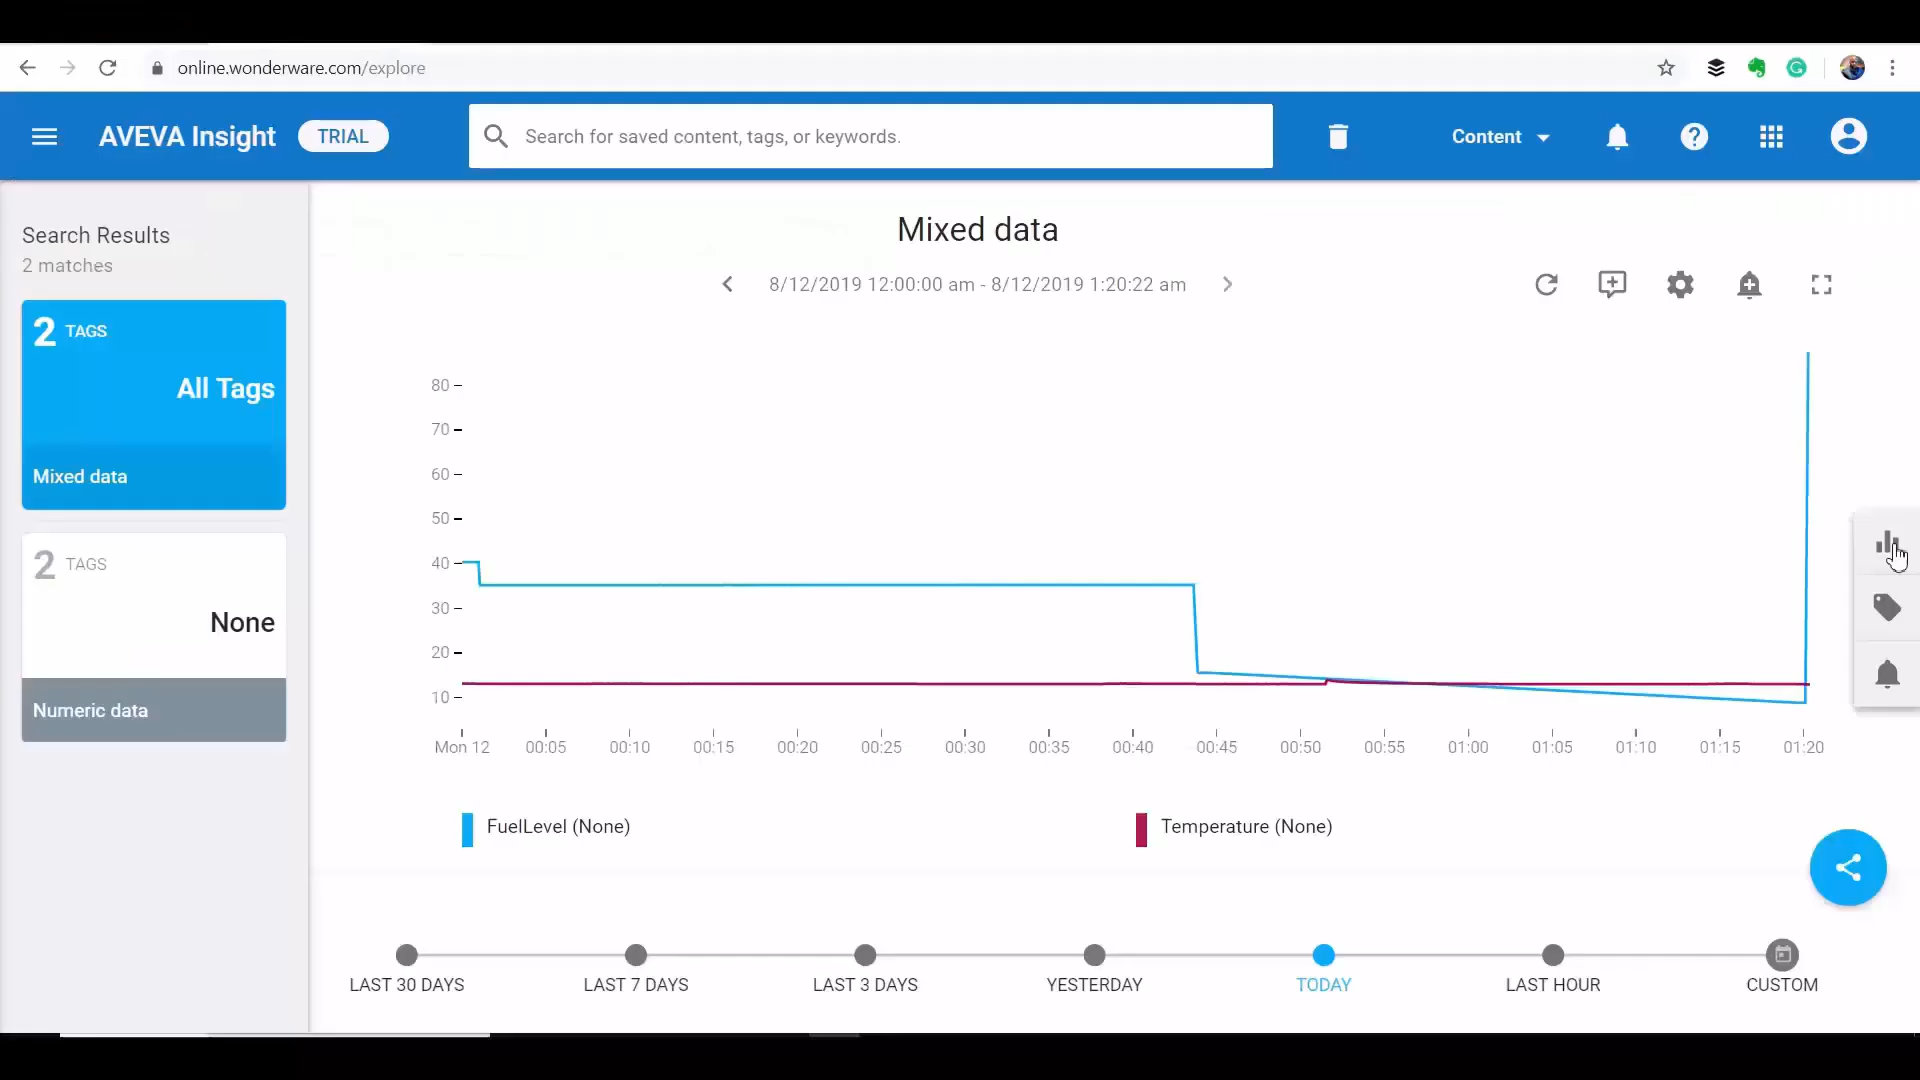 online.wonderware.com/explore
AVEVA Insight TRIAL
Search for saved content, tags, or keywords.
Content
Search Results
2 matches
2 TAGS
All Tags
Mixed data
2 TAGS
None
Numeric data
Mixed data
8/12/2019 12:00:00 am - 8/12/2019 1:20:22 am
80
70
60
50
40
30
20
10
Mon 12 00:05 00:10 00:15 00:20 00:25 00:30 00:35 00:40 00:45 00:50 00:55 01:00 01:05 01:10 01:15 01:20
FuelLevel (None) Temperature (None)
LAST 30 DAYS LAST 7 DAYS LAST 3 DAYS YESTERDAY TODAY LAST HOUR CUSTOM